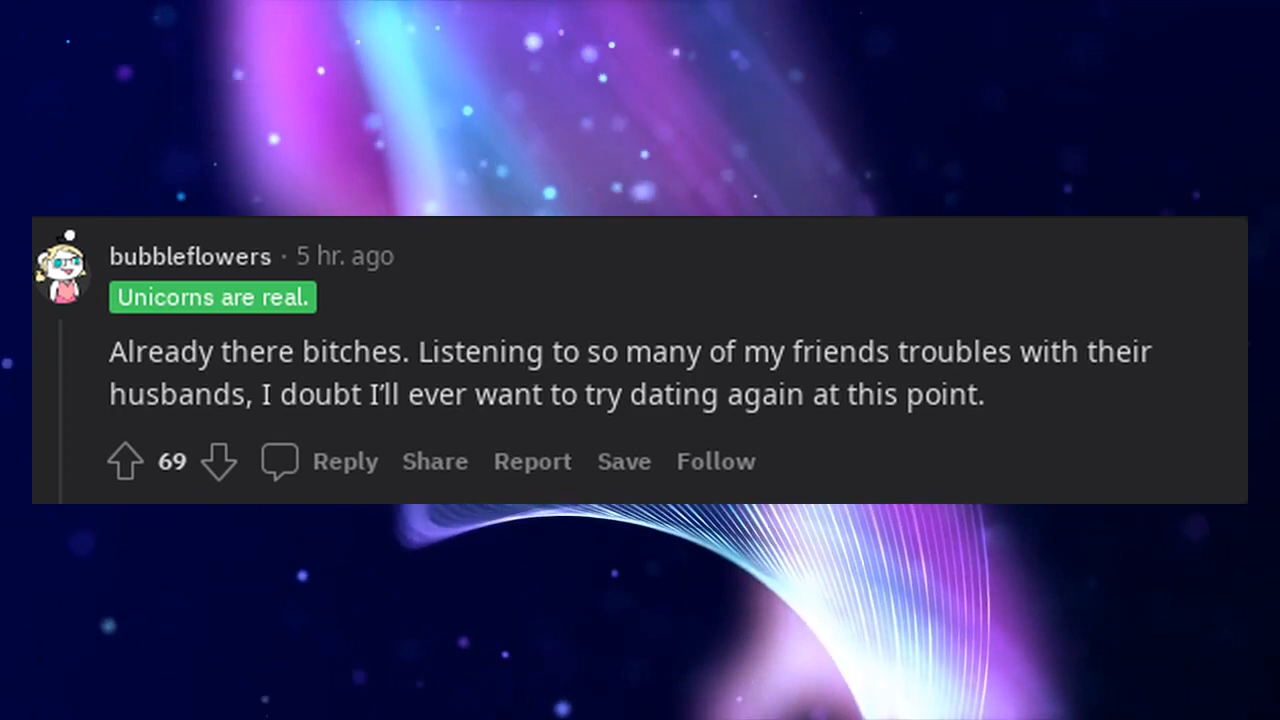 bubbleflowers · 5 hr. ago
Unicorns are real.
Already there bitches. Listening to so many of my friends troubles with their
husbands, I doubt I'll ever want to try dating again at this point.
69 Reply Share Report Save Follow